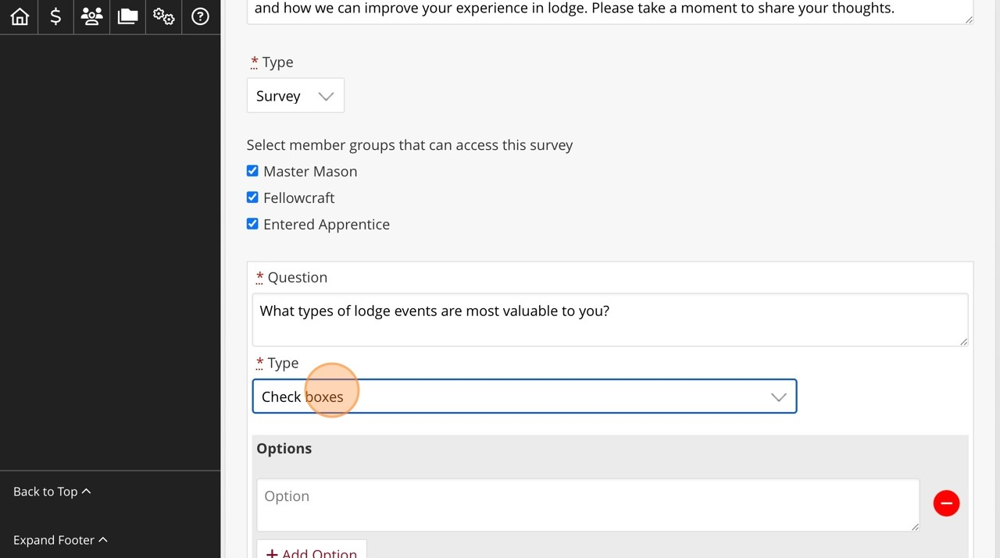 and how we can improve your experience in lodge. Please take a moment to share your thoughts.
* Type
Survey
Select member groups that can access this survey
Master Mason
Fellowcraft
Entered Apprentice
* Question
What types of lodge events are most valuable to you?
* Type
Check boxes
Options
Option
+ Add Option
Back to Top
Expand Footer